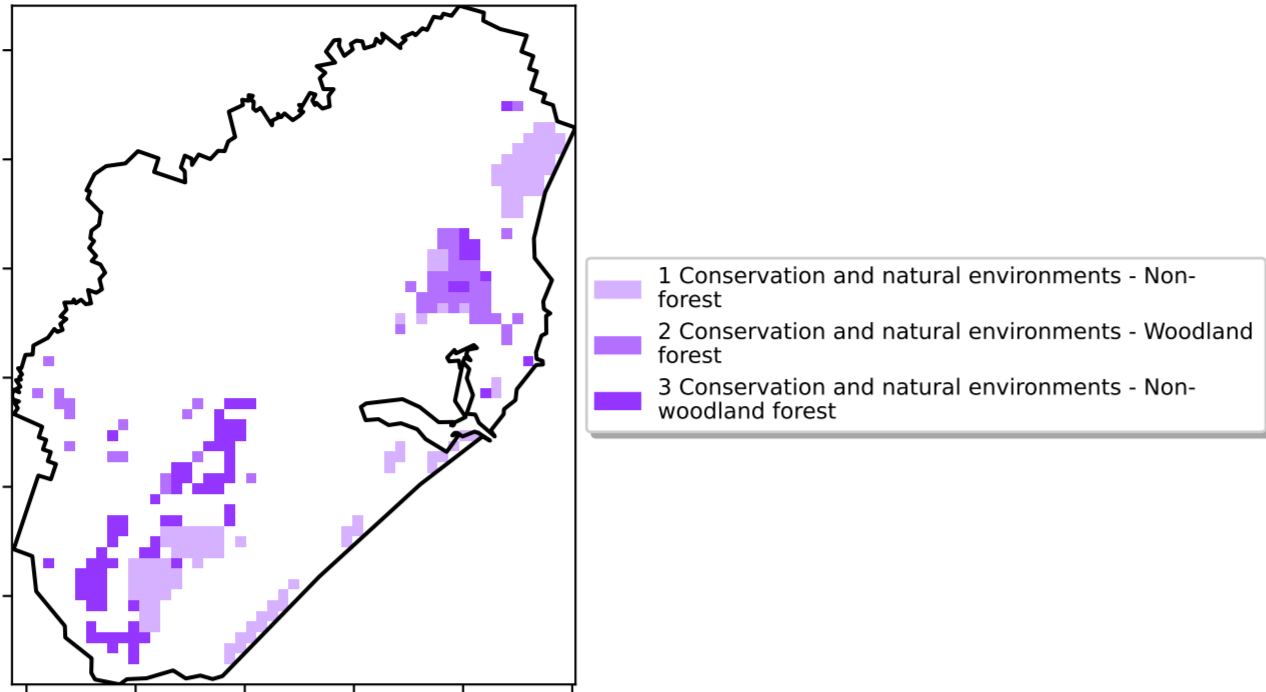 1 Conservation and natural environments - Non-
forest
2 Conservation and natural environments - Woodland
forest
3 Conservation and natural environments - Non-
woodland forest